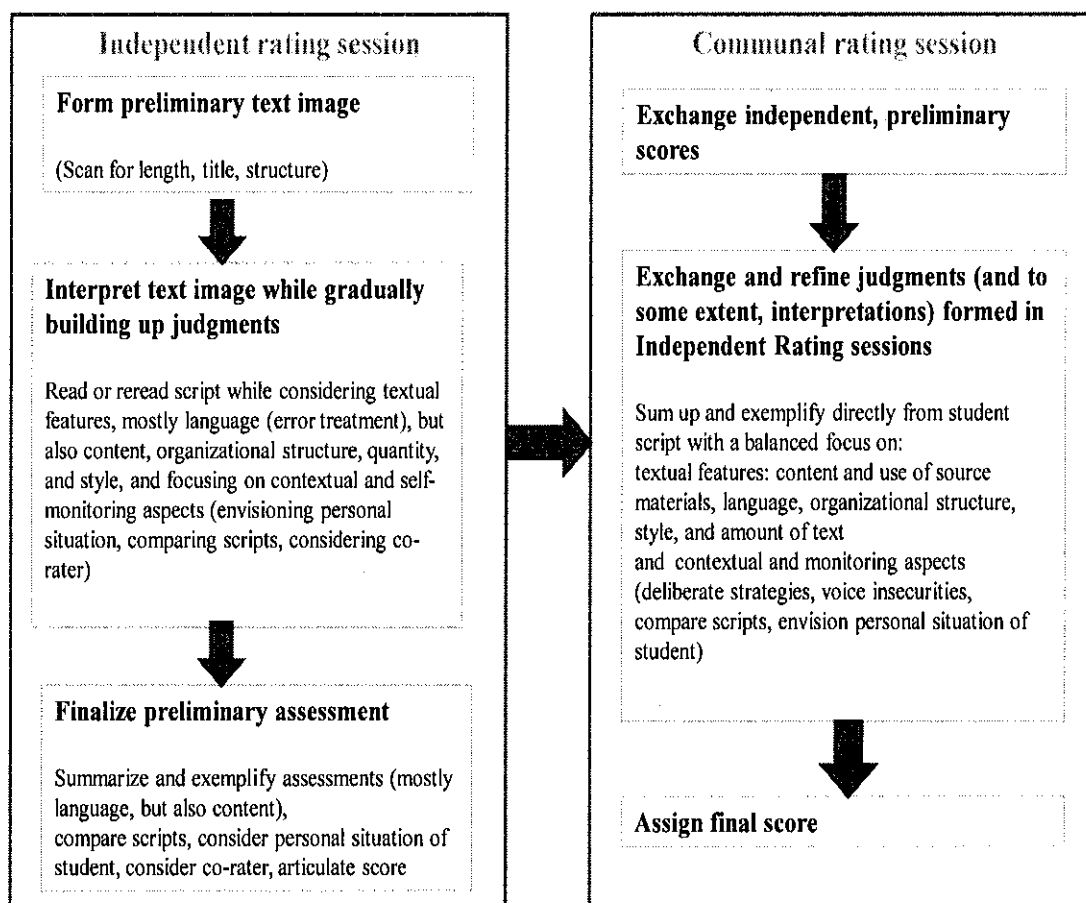 Independent rating session
Form preliminary text image
(Scan for length, title, structure)
Interpret text image while gradually
building up judgments
Read or reread script while considering textual
features, mostly language (error treatment), but
also content, organizational structure, quantity,
and style, and focusing on contextual and self-
monitoring aspects (envisioning personal
situation, comparing scripts, considering co-
rater)
Finalize preliminary assessment
Summarize and exemplify assessments (mostly
language, but also content),
compare scripts, consider personal situation of
student, consider co-rater, articulate score
Communal rating session
Exchange independent, preliminary
scores
Exchange and refine judgments (and to
some extent, interpretations) formed in
Independent Rating sessions
Sum up and exemplify directly from student
script with a balanced focus on:
textual features: content and use of source
materials, language, organizational structure,
style, and amount of text
and contextual and monitoring aspects
(deliberate strategies, voice insecurities,
compare scripts, envision personal situation of
student)
Assign final score